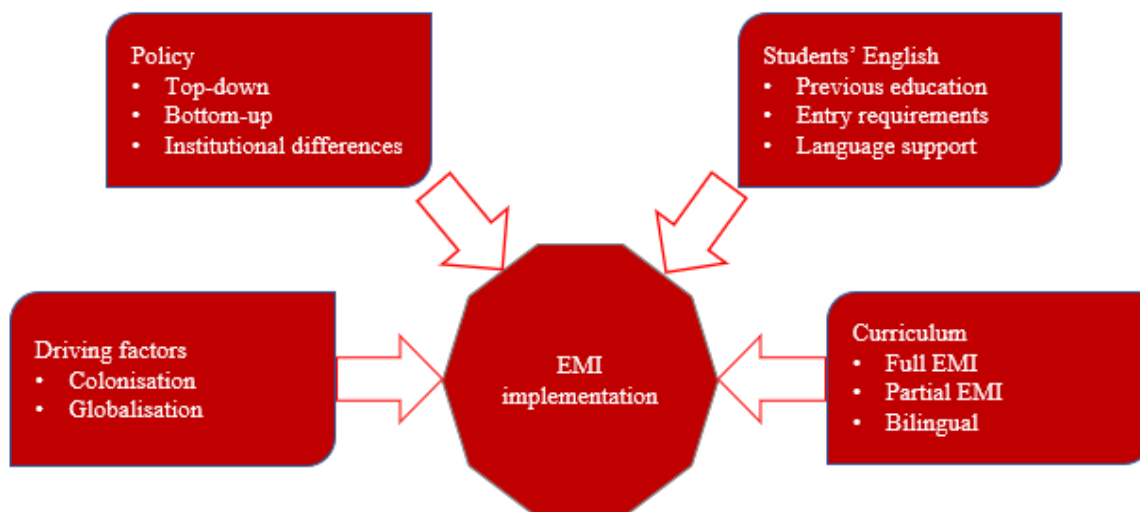 Policy
• Top-down
• Bottom-up
• Institutional differences
Students’ English
• Previous education
• Entry requirements
• Language support
Driving factors
• Colonisation
• Globalisation
EMI
implementation
Curriculum
• Full EMI
• Partial EMI
• Bilingual